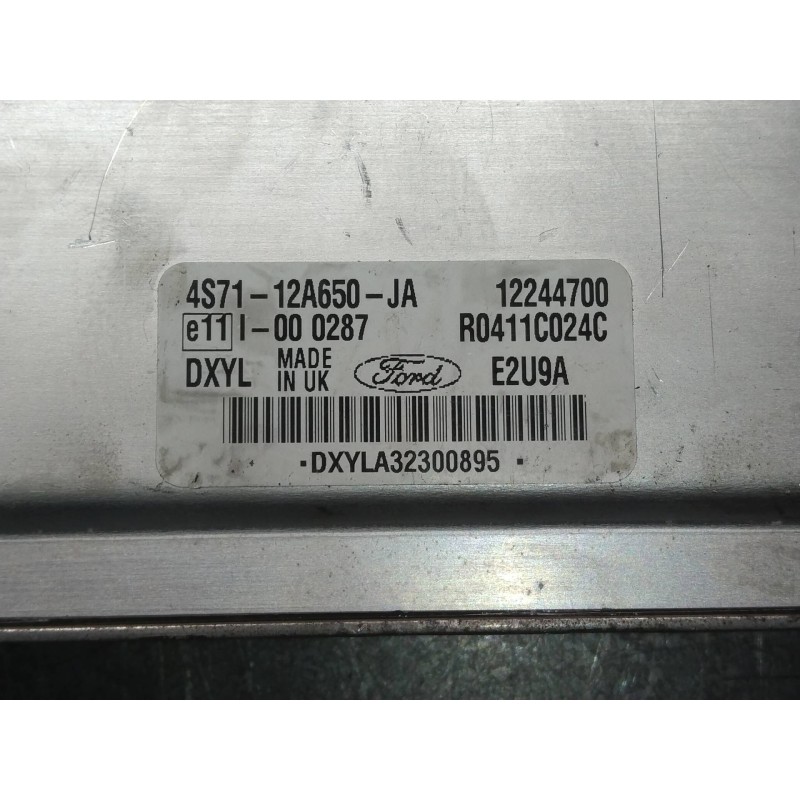 4S71-12A650-JA 12244700
e11 I-00 0287 R0411C024C
DXYL MADE IN UK Ford E2U9A
·DXYLA32300895·